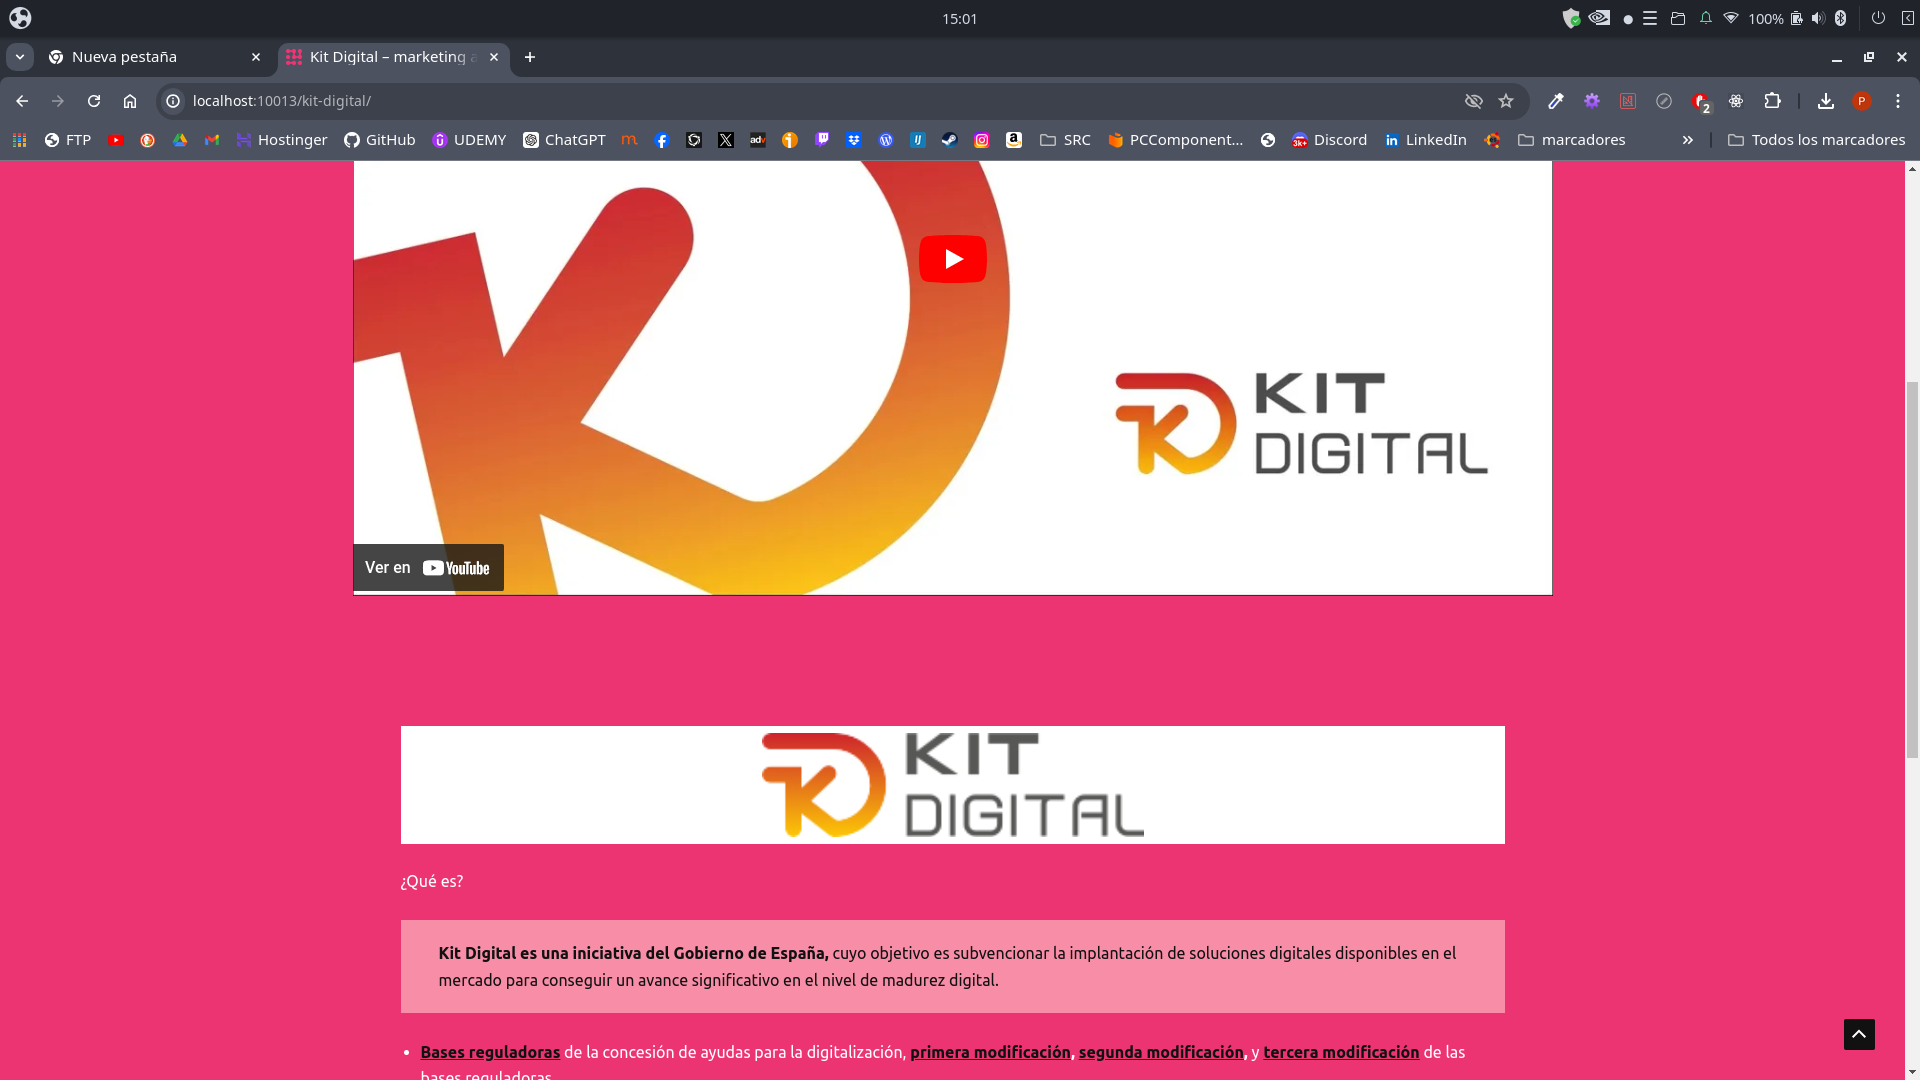 15:01
100%
Nueva pestaña
Kit Digital – marketing a
localhost:10013/kit-digital/
2
P
FTP
Hostinger
GitHub
UDEMY
ChatGPT
adv
SRC
PCComponent...
3k+
Discord
LinkedIn
marcadores
»
Todos los marcadores
KIT
DIGITAL
Ver en YouTube
KIT
DIGITAL
¿Qué es?
Kit Digital es una iniciativa del Gobierno de España, cuyo objetivo es subvencionar la implantación de soluciones digitales disponibles en el
mercado para conseguir un avance significativo en el nivel de madurez digital.
• Bases reguladoras de la concesión de ayudas para la digitalización, primera modificación, segunda modificación, y tercera modificación de las
bases reguladoras